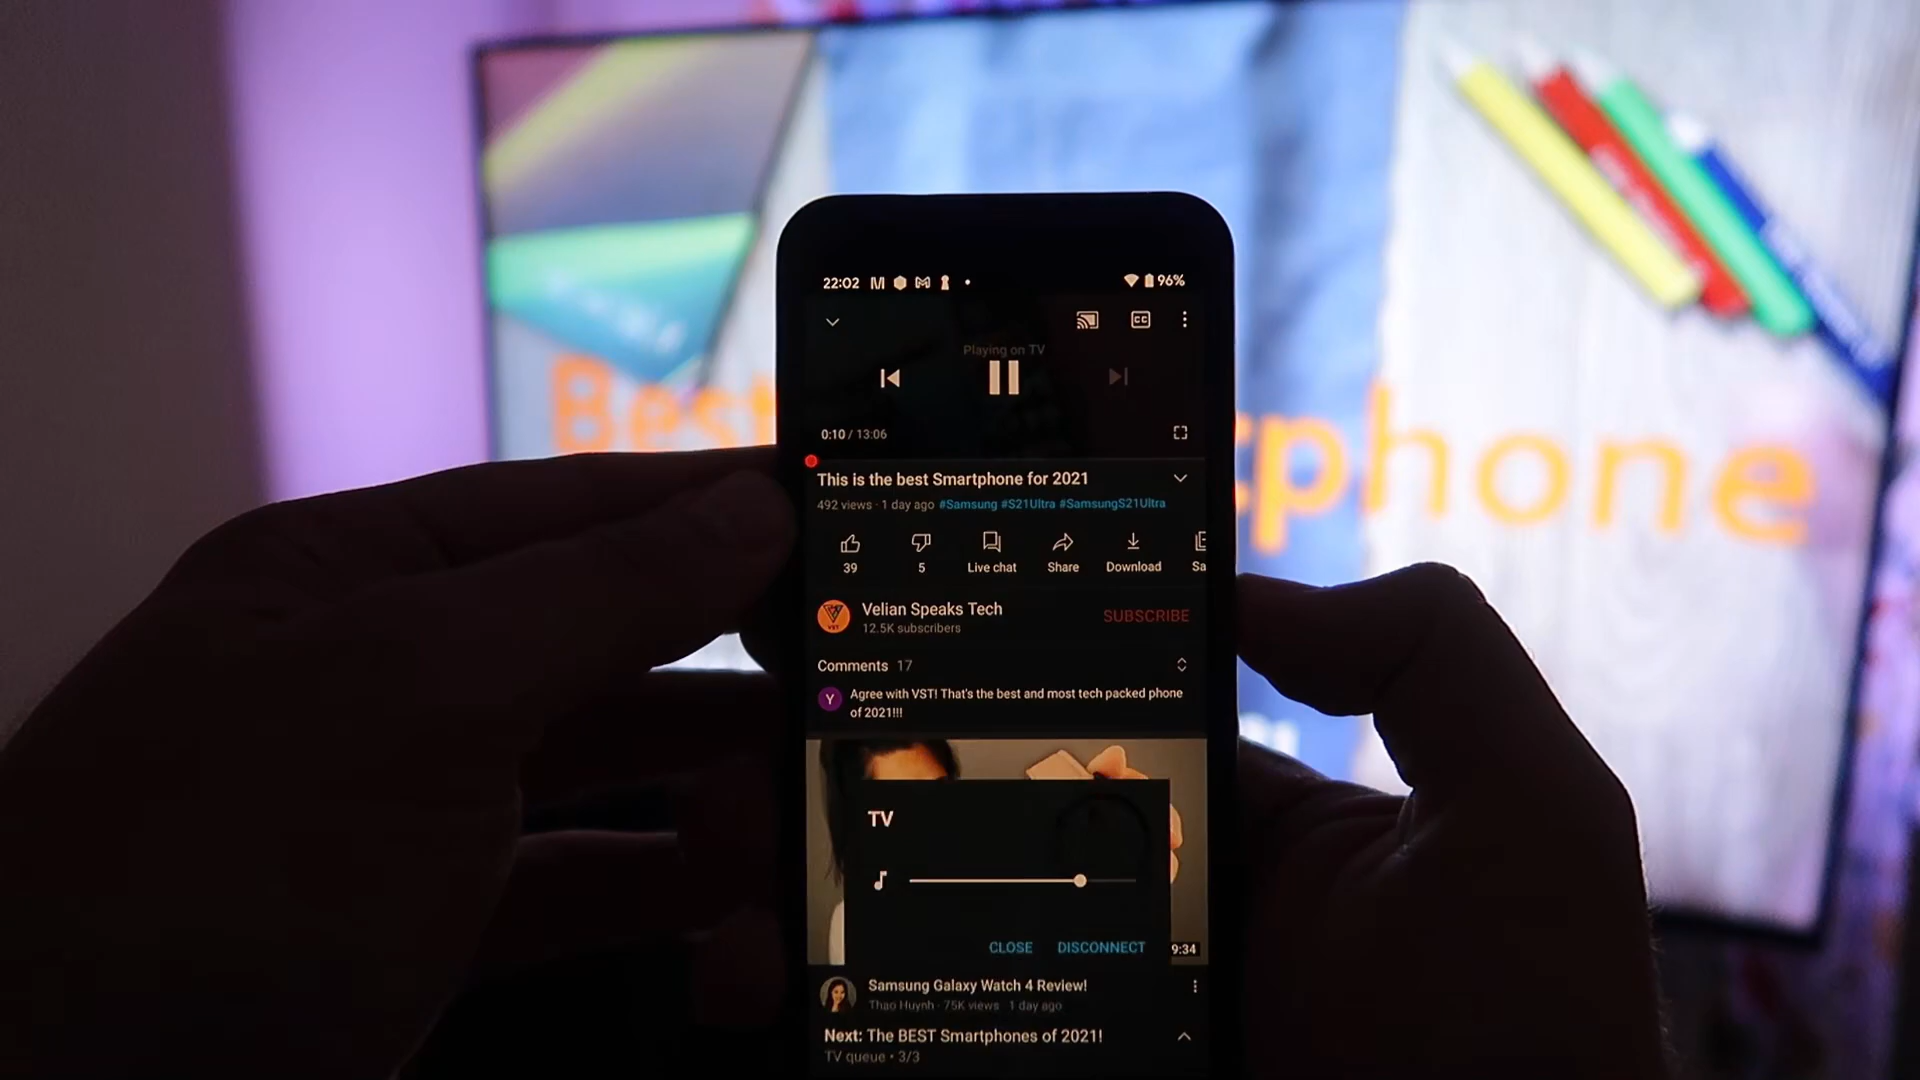 22:02 96%
Playing on TV
0:10 / 13:06
This is the best Smartphone for 2021
492 views · 1 day ago #Samsung #S21Ultra #SamsungS21Ultra
39 5 Live chat Share Download Sa
Velian Speaks Tech
SUBSCRIBE
12.5K subscribers
Comments 17
Y
Agree with VST! That's the best and most tech packed phone
of 2021!!!
TV
CLOSE DISCONNECT
9:34
Samsung Galaxy Watch 4 Review!
Thao Huynh · 75K views · 1 day ago
Next: The BEST Smartphones of 2021!
TV queue • 3/3
Best
phone